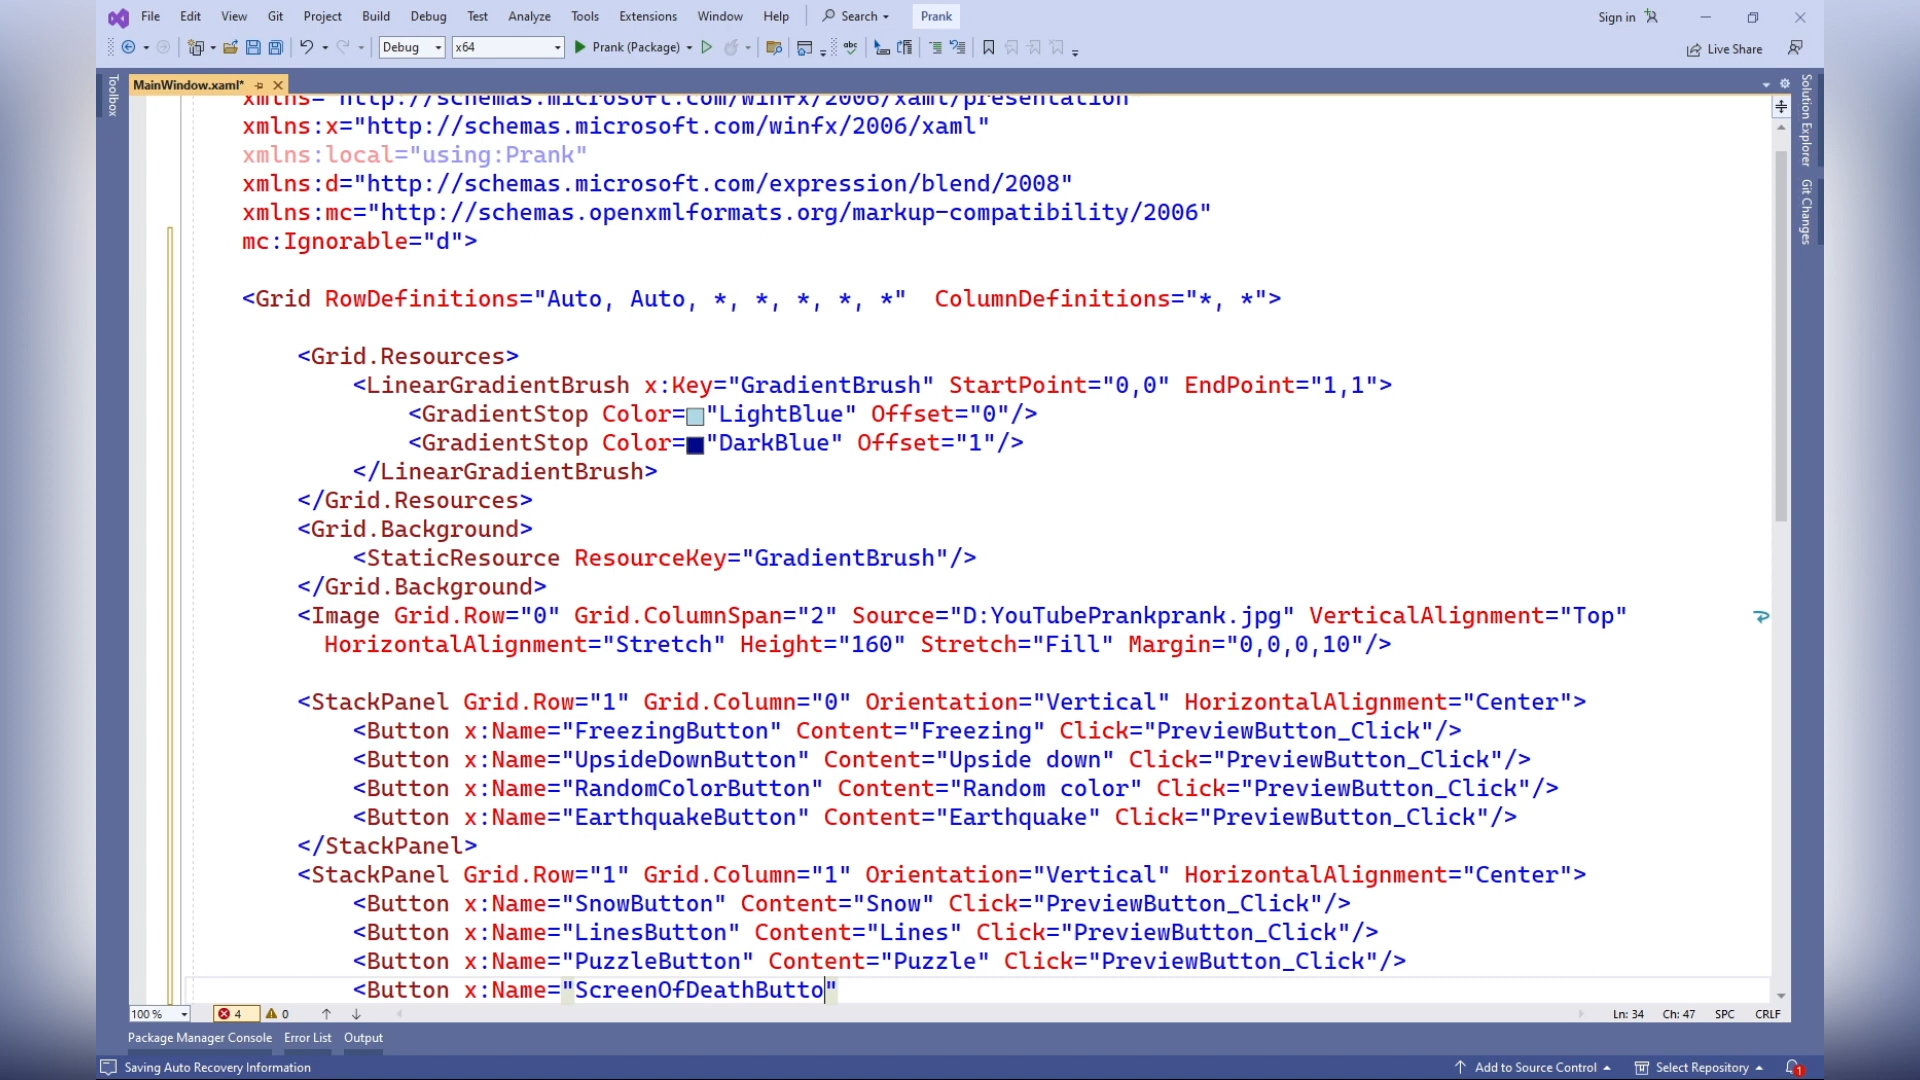 File Edit View Git Project Build Debug Test Analyze Tools Extensions Window Help Search Prank Sign in
Debug x64 Prank (Package) abc Live Share
Toolbox
MainWindow.xaml*
Solution Explorer
Git Changes
xmlns="http://schemas.microsoft.com/winfx/2006/xaml/presentation"
xmlns:x="http://schemas.microsoft.com/winfx/2006/xaml"
xmlns:local="using:Prank"
xmlns:d="http://schemas.microsoft.com/expression/blend/2008"
xmlns:mc="http://schemas.openxmlformats.org/markup-compatibility/2006"
mc:Ignorable="d">
<Grid RowDefinitions="Auto, Auto, *, *, *, *, *" ColumnDefinitions="*, *">
<Grid.Resources>
<LinearGradientBrush x:Key="GradientBrush" StartPoint="0,0" EndPoint="1,1">
<GradientStop Color="LightBlue" Offset="0"/>
<GradientStop Color="DarkBlue" Offset="1"/>
</LinearGradientBrush>
</Grid.Resources>
<Grid.Background>
<StaticResource ResourceKey="GradientBrush"/>
</Grid.Background>
<Image Grid.Row="0" Grid.ColumnSpan="2" Source="D:YouTubePrankprank.jpg" VerticalAlignment="Top"
HorizontalAlignment="Stretch" Height="160" Stretch="Fill" Margin="0,0,0,10"/>
<StackPanel Grid.Row="1" Grid.Column="0" Orientation="Vertical" HorizontalAlignment="Center">
<Button x:Name="FreezingButton" Content="Freezing" Click="PreviewButton_Click"/>
<Button x:Name="UpsideDownButton" Content="Upside down" Click="PreviewButton_Click"/>
<Button x:Name="RandomColorButton" Content="Random color" Click="PreviewButton_Click"/>
<Button x:Name="EarthquakeButton" Content="Earthquake" Click="PreviewButton_Click"/>
</StackPanel>
<StackPanel Grid.Row="1" Grid.Column="1" Orientation="Vertical" HorizontalAlignment="Center">
<Button x:Name="SnowButton" Content="Snow" Click="PreviewButton_Click"/>
<Button x:Name="LinesButton" Content="Lines" Click="PreviewButton_Click"/>
<Button x:Name="PuzzleButton" Content="Puzzle" Click="PreviewButton_Click"/>
<Button x:Name="ScreenOfDeathButto"
100 % 4 0 Ln: 34 Ch: 47 SPC CRLF
Package Manager Console Error List Output
Saving Auto Recovery Information Add to Source Control Select Repository 1